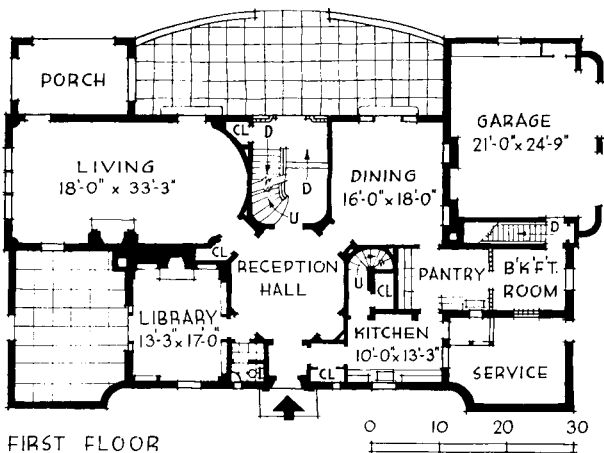 PORCH
CL
D
GARAGE
21'-0" x 24'-9"
LIVING
18'-0" x 33'-3"
DINING
16'-0" x 18'-0"
D
U
D
CL
RECEPTION
HALL
U
CL
PANTRY
B'K'F'T.
ROOM
LIBRARY
13'-3" x 17'-0
KITCHEN
10'-0" x 13'-3"
CL
SERVICE
FIRST FLOOR
0 10 20 30